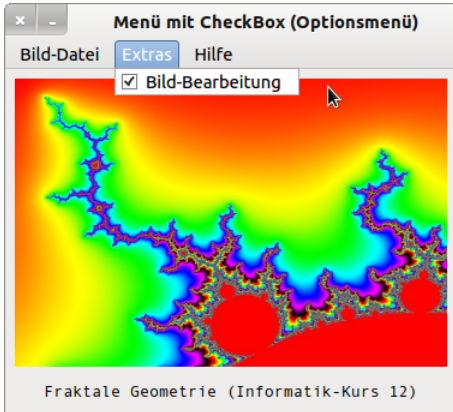 Menü mit CheckBox (Optionsmenü)
Bild-Datei Extras Hilfe
Bild-Bearbeitung
Fraktale Geometrie (Informatik-Kurs 12)